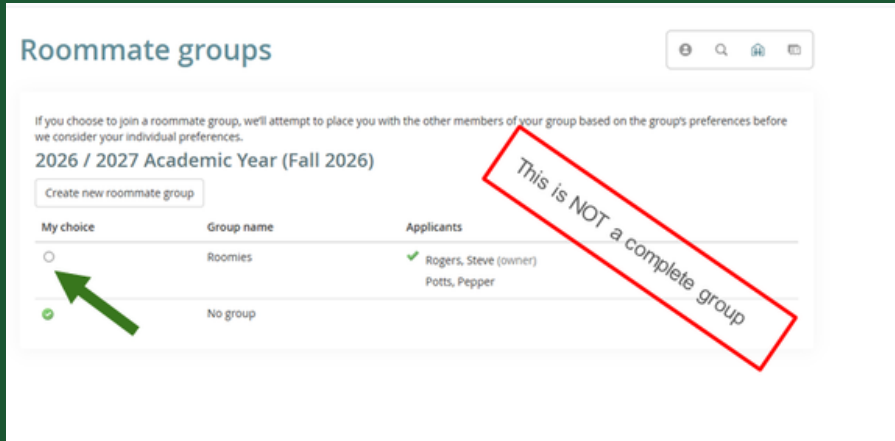 Roommate groups
If you choose to join a roommate group, we'll attempt to place you with the other members of your group based on the group's preferences before
we consider your individual preferences.
2026 / 2027 Academic Year (Fall 2026)
Create new roommate group
My choice Group name Applicants
Roomies Rogers, Steve (owner)
Potts, Pepper
No group
This is NOT a complete group